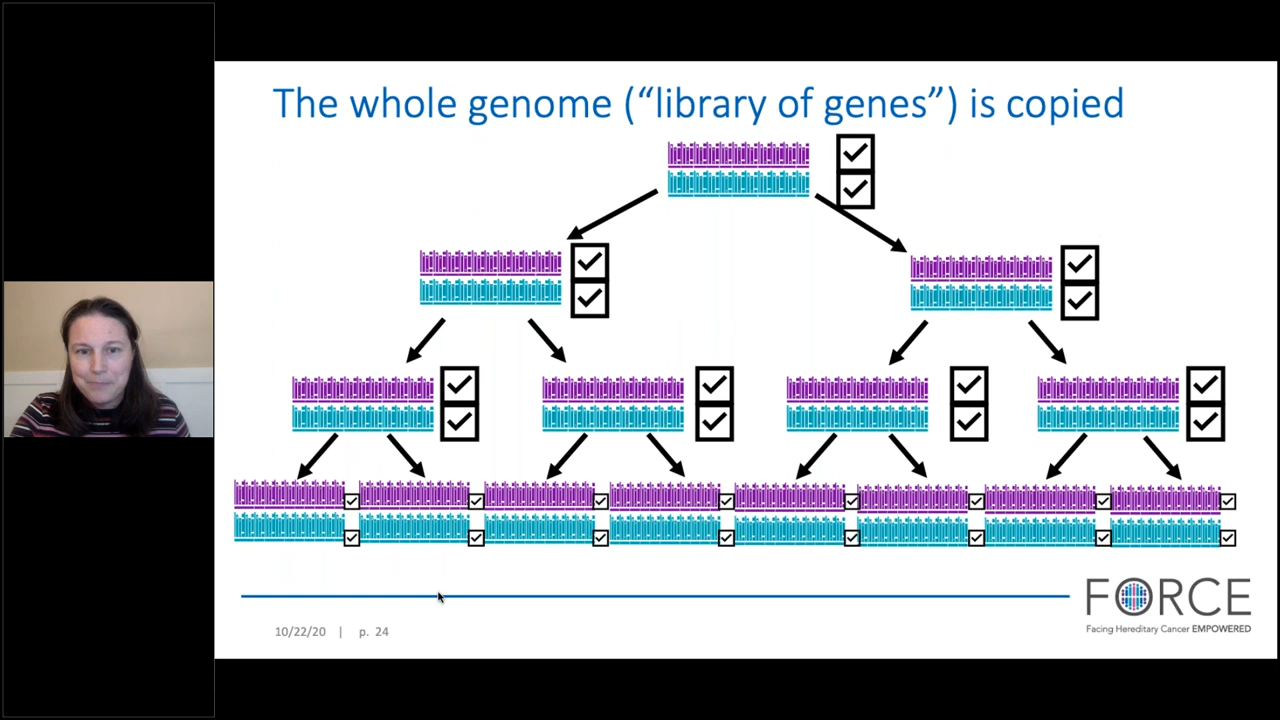 The whole genome (“library of genes”) is copied
10/22/20 | p. 24
FORCE
Facing Hereditary Cancer EMPOWERED